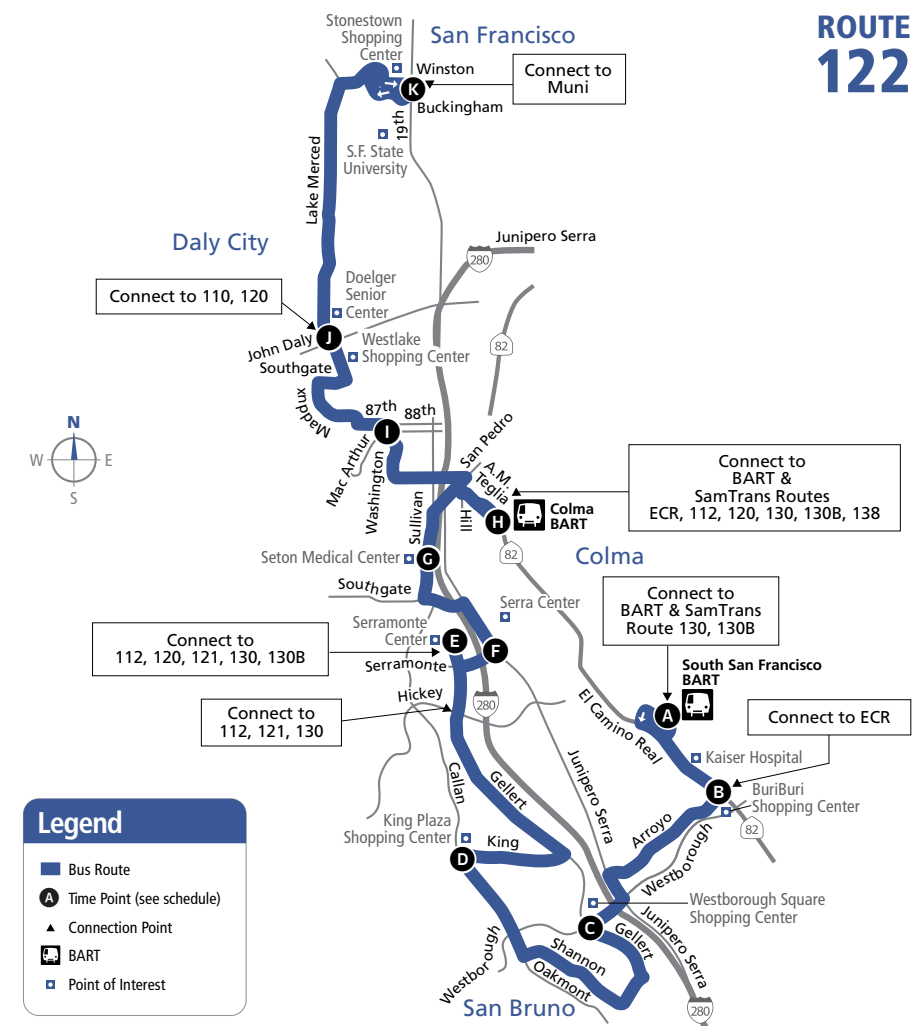 ROUTE
122
Stonestown
Shopping
Center
San Francisco
Winston
Connect to
Muni
K
Buckingham
19th
S.F. State
University
Lake Merced
Daly City
Junipero Serra
280
Connect to 110, 120
Doelger
Senior
Center
J
John Daly
Westlake
Shopping Center
Southgate
82
Maddux
87th
88th
I
N
W
E
S
Mac Arthur
Washington
San Pedro
A.M.
Teglia
Sullivan
Hill
H
Colma
BART
Connect to
BART &
SamTrans Routes
ECR, 112, 120, 130, 130B, 138
82
Colma
Seton Medical Center
G
Southgate
Serra Center
Connect to
BART & SamTrans
Route 130, 130B
Serramonte
Center
E
F
Connect to
112, 120, 121, 130, 130B
Serramonte
South San Francisco
BART
Hickey
280
A
El Camino Real
Connect to
112, 121, 130
Connect to ECR
Kaiser Hospital
Callan
Gellert
Junipero Serra
B
BuriBuri
Shopping Center
82
King Plaza
Shopping Center
King
Arroyo
Westborough
D
Westborough Square
Shopping Center
C
Gellert
Junipero Serra
Westborough
Shannon
Oakmont
San Bruno
280
Legend
Bus Route
A
Time Point (see schedule)
Connection Point
BART
Point of Interest